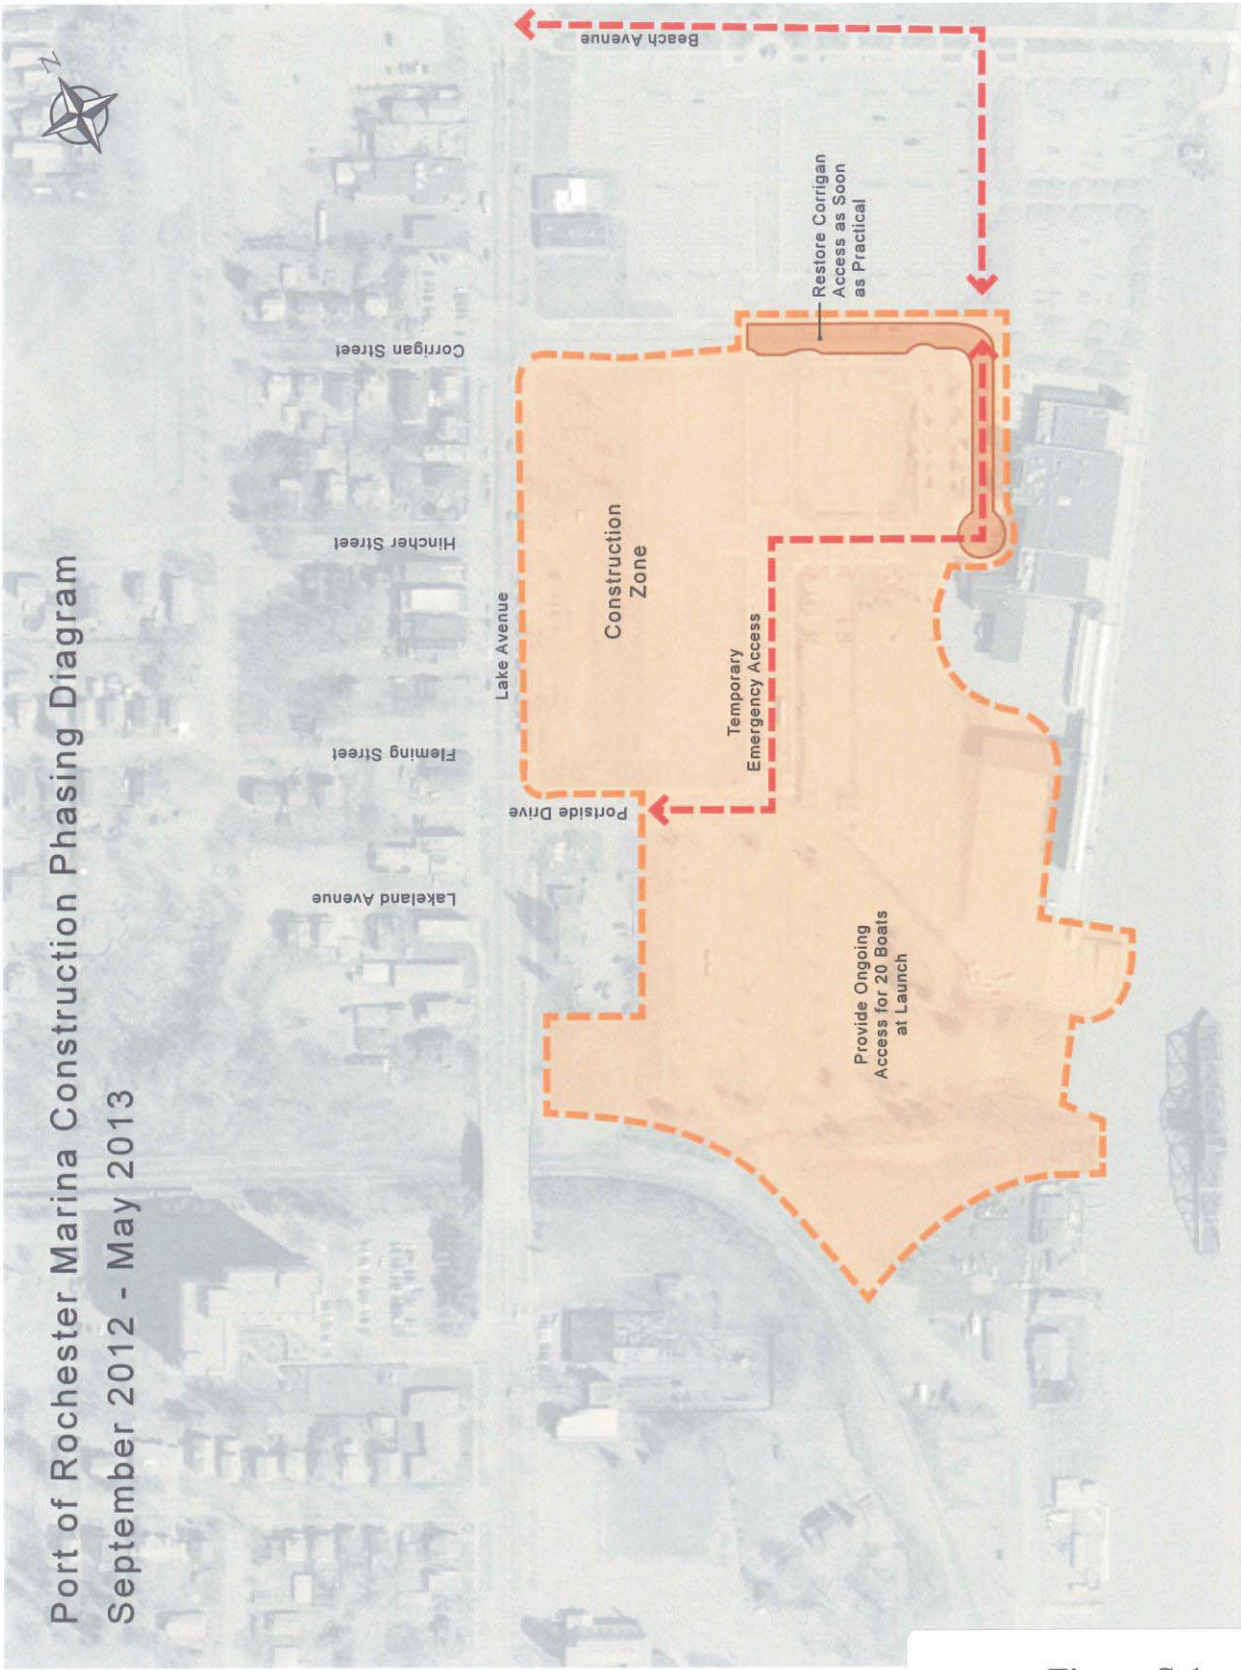 Port of Rochester Marina Construction Phasing Diagram
September 2012 - May 2013
N
Lakeland Avenue
Fleming Street
Hincher Street
Corrigan Street
Lake Avenue
Beach Avenue
Portside Drive
Construction
Zone
Temporary
Emergency Access
Restore Corrigan
Access as Soon
as Practical
Provide Ongoing
Access for 20 Boats
at Launch